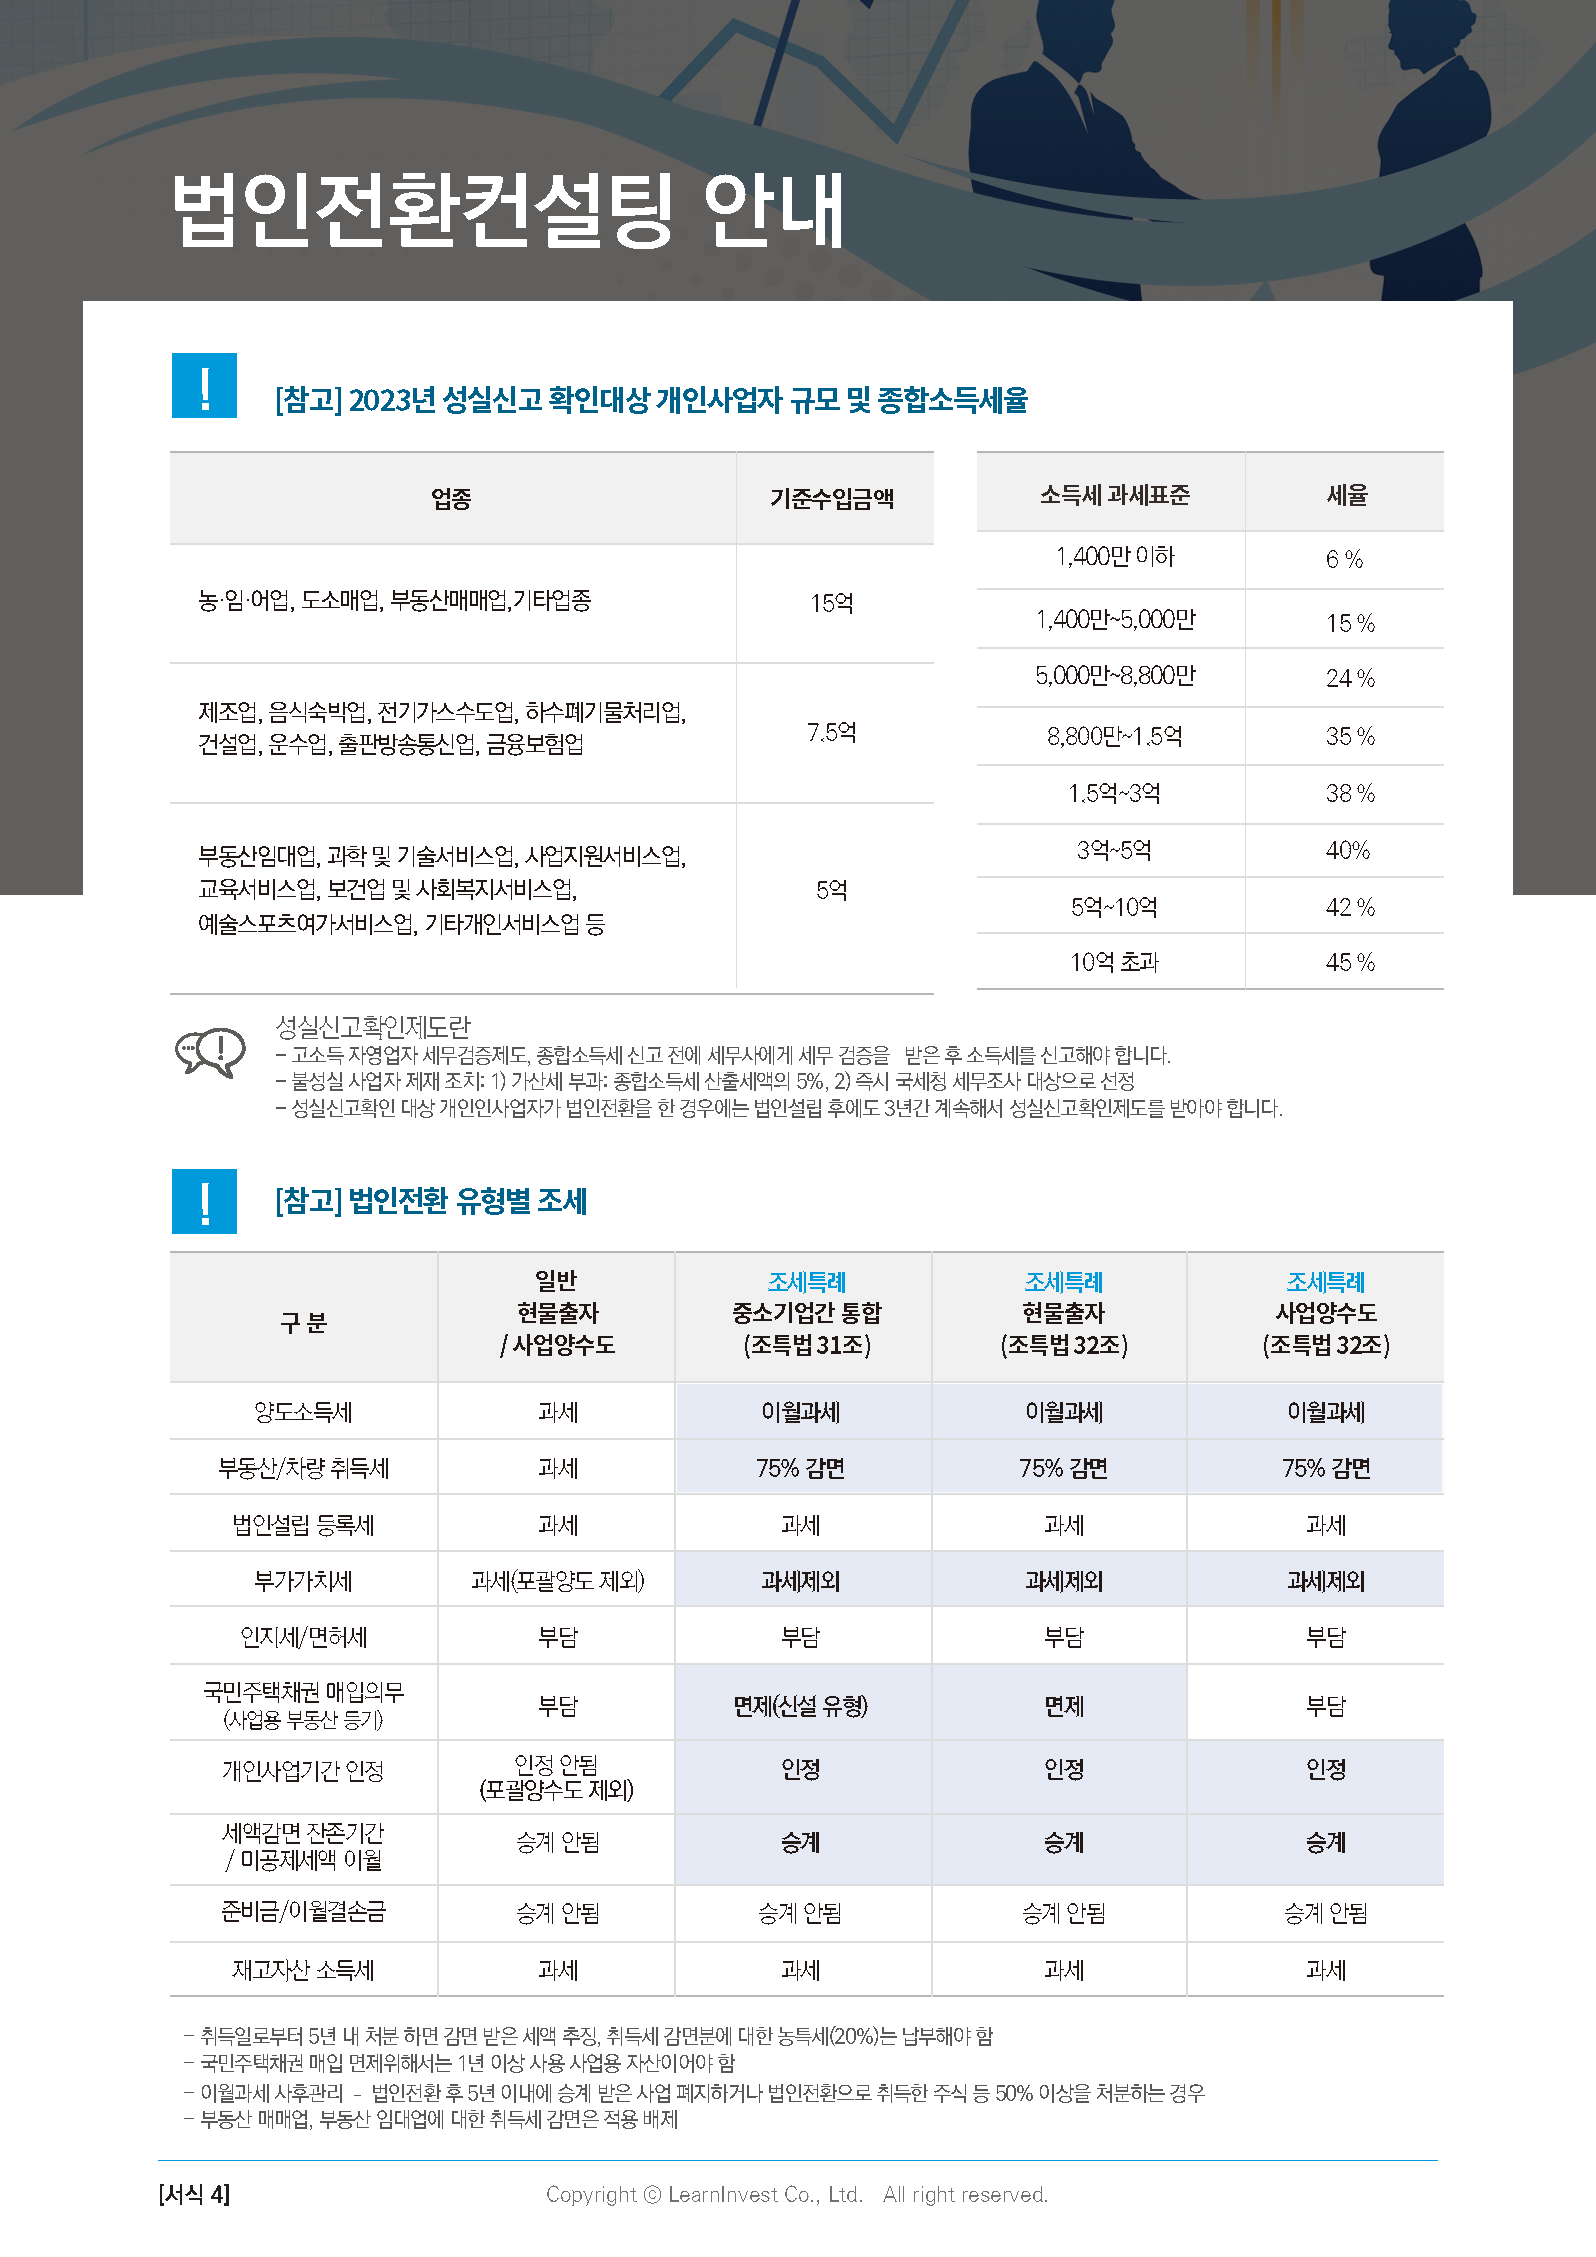 법인전환컨설팅 안내
[참고] 2023년 성실신고 확인대상 개인사업자 규모 및 종합소득세율
업종 기준수입금액
농·임·어업, 도소매업, 부동산매매업,기타업종 15억
제조업, 음식숙박업, 전기가스수도업, 하수폐기물처리업,
건설업, 운수업, 출판방송통신업, 금융보험업 7.5억
부동산임대업, 과학 및 기술서비스업, 사업지원서비스업,
교육서비스업, 보건업 및 사회복지서비스업, 5억
예술스포츠여가서비스업, 기타개인서비스업 등
소득세 과세표준 세율
1,400만 이하 6 %
1,400만~5,000만 15 %
5,000만~8,800만 24 %
8,800만~1.5억 35 %
1.5억~3억 38 %
3억~5억 40%
5억~10억 42 %
10억 초과 45 %
성실신고확인제도란
- 고소득 자영업자 세무검증제도, 종합소득세 신고 전에 세무사에게 세무 검증을 받은 후 소득세를 신고해야 합니다.
- 불성실 사업자 제재 조치: 1) 가산세 부과: 종합소득세 산출세액의 5%, 2) 즉시 국세청 세무조사 대상으로 선정
- 성실신고확인 대상 개인인사업자가 법인전환을 한 경우에는 법인설립 후에도 3년간 계속해서 성실신고확인제도를 받아야 합니다.
[참고] 법인전환 유형별 조세
구 분
일반
현물출자
/ 사업양수도
조세특례
중소기업간 통합
(조특법 31조)
조세특례
현물출자
(조특법 32조)
조세특례
사업양수도
(조특법 32조)
양도소득세 과세 이월과세 이월과세 이월과세
부동산/차량 취득세 과세 75% 감면 75% 감면 75% 감면
법인설립 등록세 과세 과세 과세 과세
부가가치세 과세(포괄양도 제외) 과세제외 과세제외 과세제외
인지세/면허세 부담 부담 부담 부담
국민주택채권 매입의무
(사업용 부동산 등기) 부담 면제(신설 유형) 면제 부담
개인사업기간 인정 인정 안됨
(포괄양수도 제외) 인정 인정 인정
세액감면 잔존기간
/ 미공제세액 이월 승계 안됨 승계 승계 승계
준비금/이월결손금 승계 안됨 승계 안됨 승계 안됨 승계 안됨
재고자산 소득세 과세 과세 과세 과세
- 취득일로부터 5년 내 처분 하면 감면 받은 세액 추징, 취득세 감면분에 대한 농특세(20%)는 납부해야 함
- 국민주택채권 매입 면제위해서는 1년 이상 사용 사업용 자산이어야 함
- 이월과세 사후관리 - 법인전환 후 5년 이내에 승계 받은 사업 폐지하거나 법인전환으로 취득한 주식 등 50% 이상을 처분하는 경우
- 부동산 매매업, 부동산 임대업에 대한 취득세 감면은 적용 배제
[서식 4] Copyright ⓒ LearnInvest Co., Ltd. All right reserved.